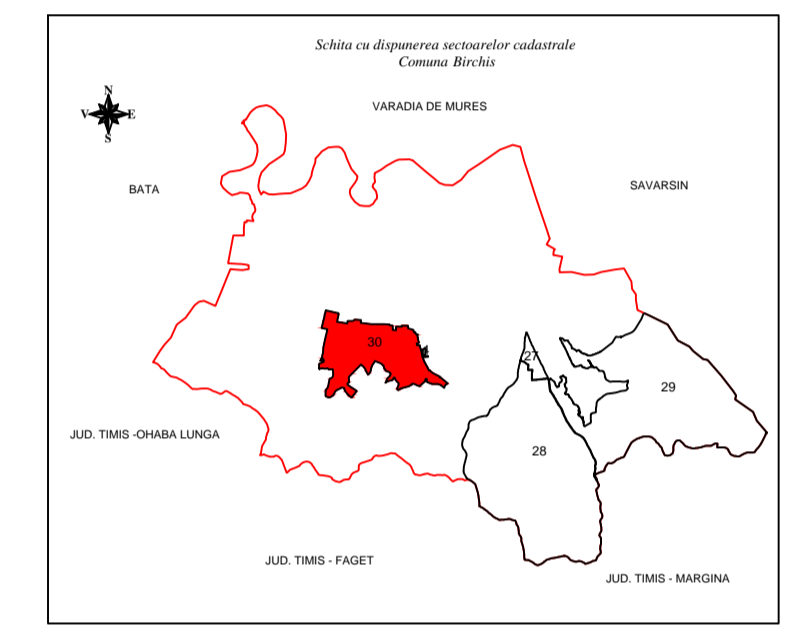 Schita cu dispunerea sectoarelor cadastrale
Comuna Birchis
N
V E
S
VARADIA DE MURES
BATA
SAVARSIN
30
27
29
28
JUD. TIMIS -OHABA LUNGA
JUD. TIMIS - FAGET
JUD. TIMIS - MARGINA